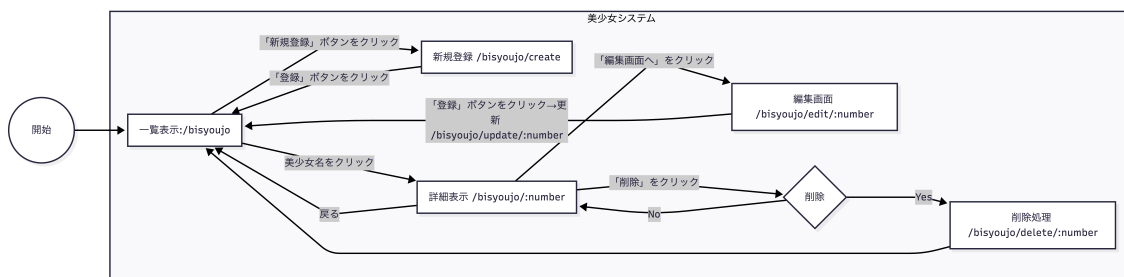 美少女システム
「新規登録」ボタンをクリック
新規登録 /bisyoujo/create
「登録」ボタンをクリック
「編集画面へ」をクリック
編集画面
/bisyoujo/edit/:number
「登録」ボタンをクリック→更
新
/bisyoujo/update/:number
開始
一覧表示:/bisyoujo
美少女名をクリック
詳細表示 /bisyoujo/:number
「削除」をクリック
削除
Yes
No
戻る
削除処理
/bisyoujo/delete/:number